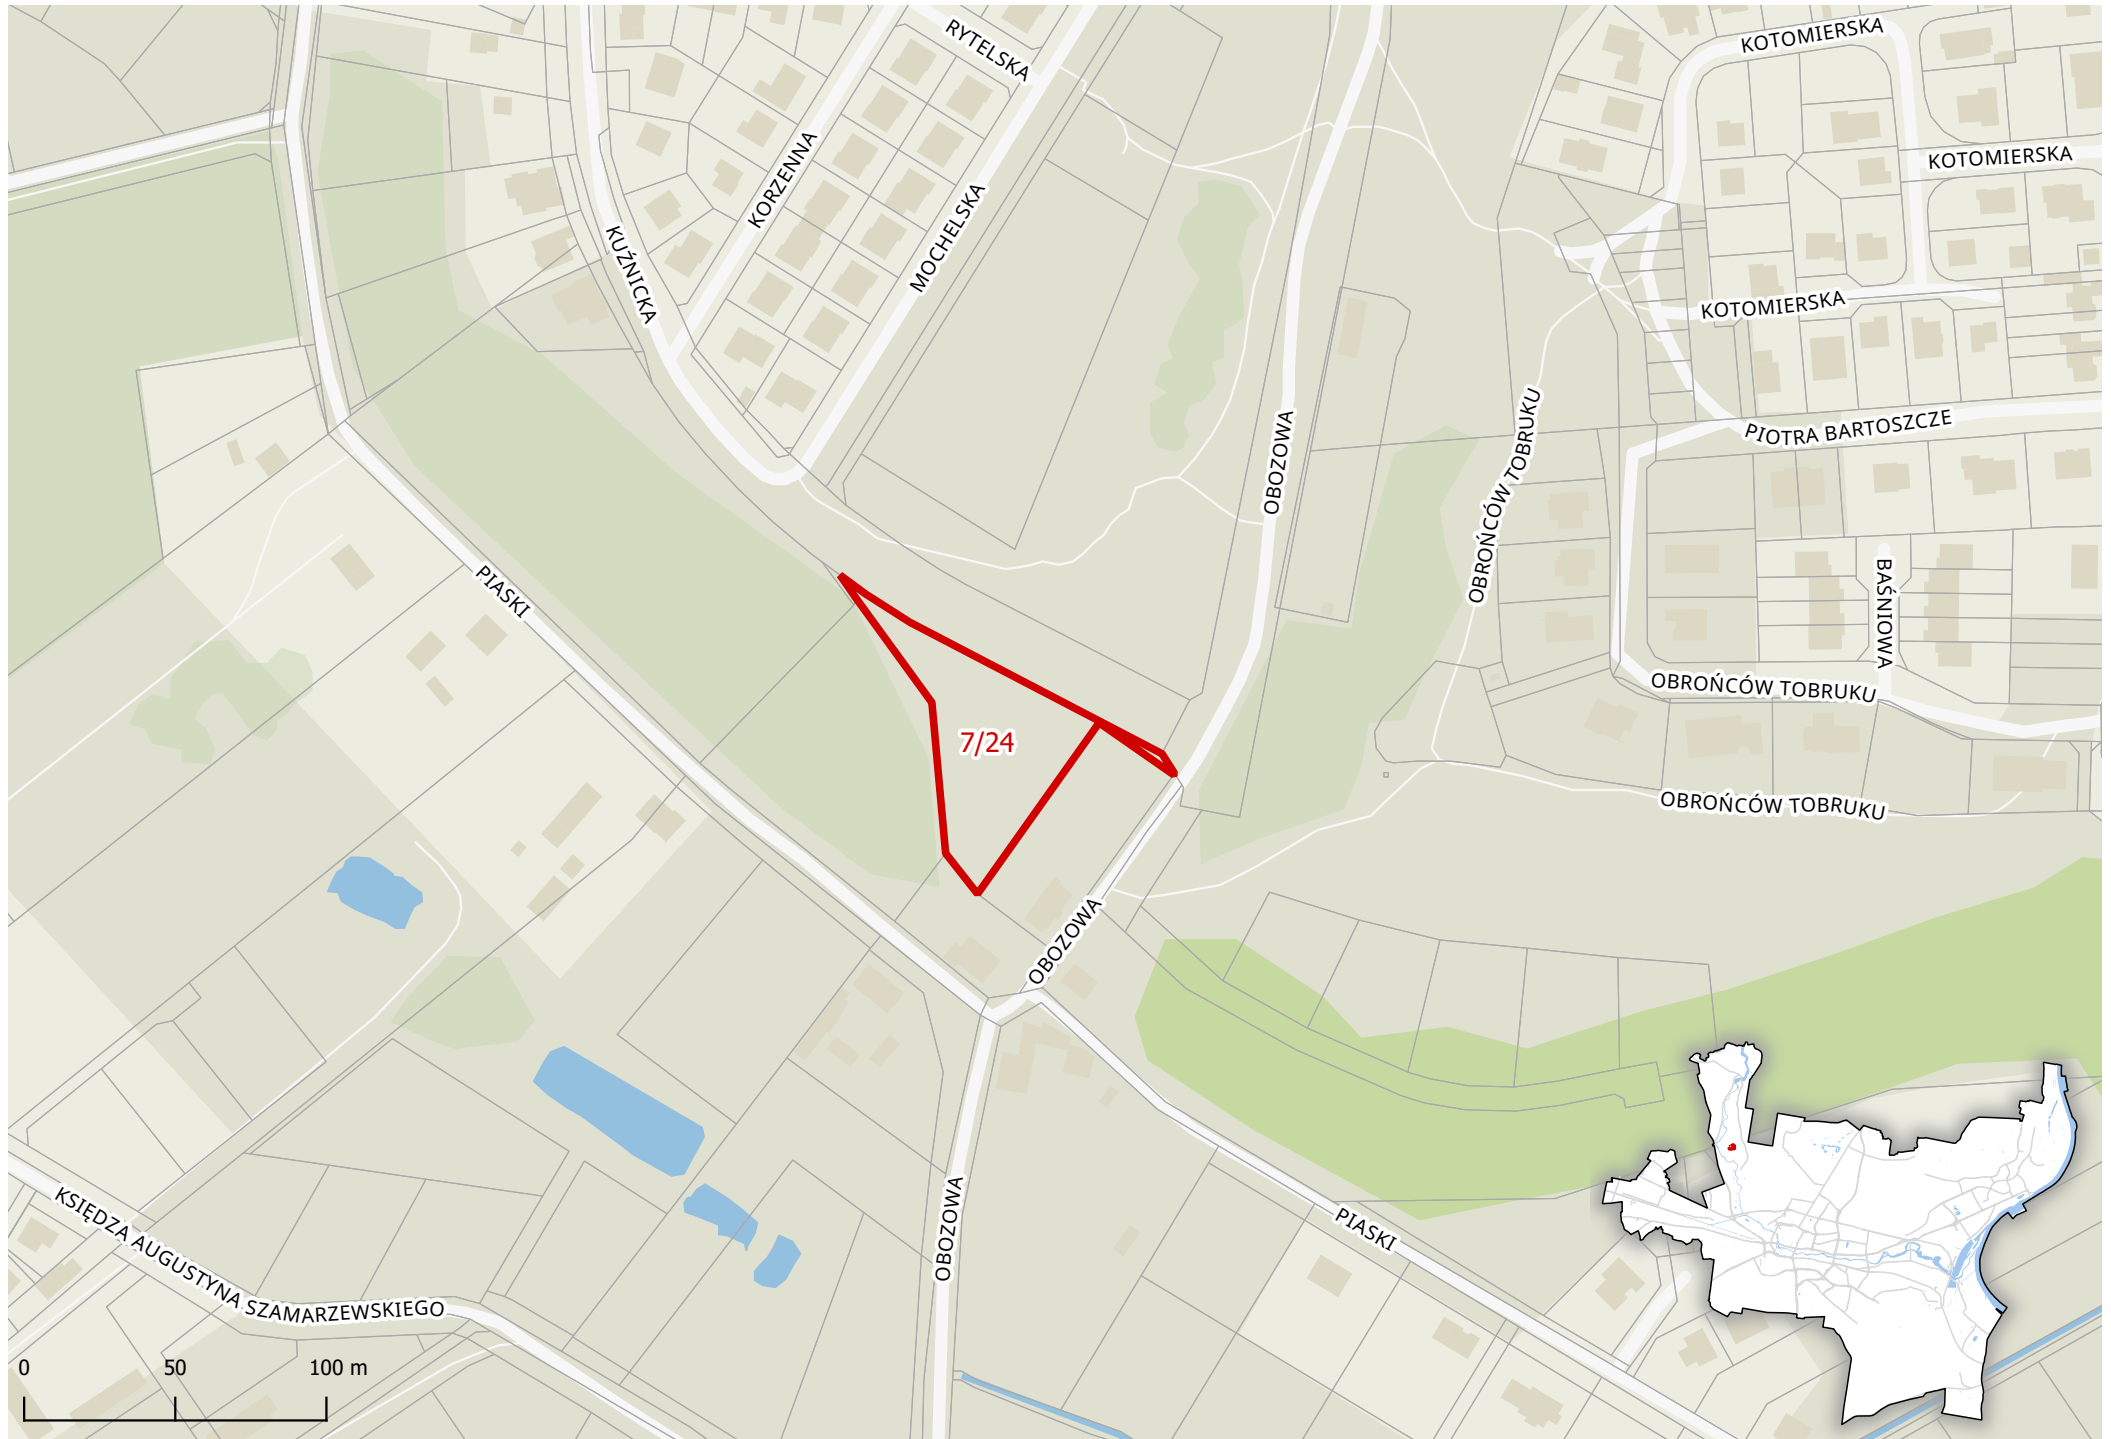 RYTELSKA
KOTOMIERSKA
KOTOMIERSKA
KORZENNA
MOCHELSKA
KUŹNICKA
KOTOMIERSKA
OBOZOWA
OBROŃCÓW TOBRUKU
PIOTRA BARTOSZCZE
PIASKI
BAŚNIOWA
OBROŃCÓW TOBRUKU
7/24
OBROŃCÓW TOBRUKU
OBOZOWA
OBOZOWA
PIASKI
KSIĘDZA AUGUSTYNA SZAMARZEWSKIEGO
0 50 100 m